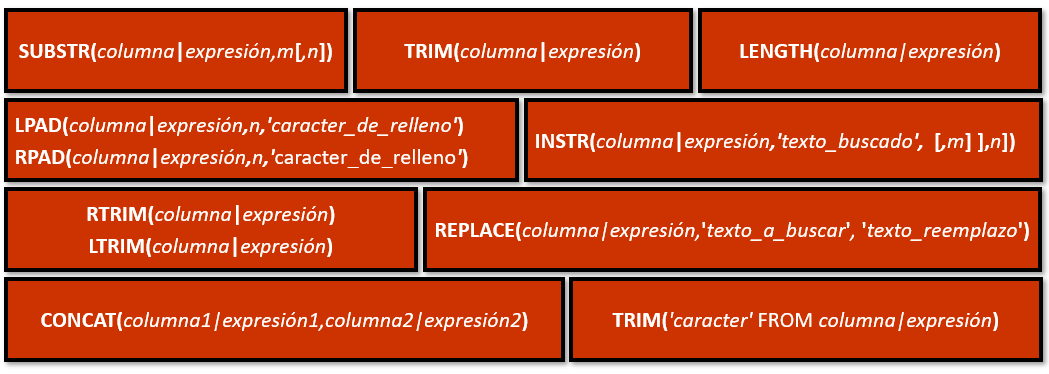 SUBSTR(columna|expresión,m[,n])
TRIM(columna|expresión)
LENGTH(columna|expresión)
LPAD(columna|expresión,n,'caracter_de_relleno')
RPAD(columna|expresión,n,'caracter_de_relleno')
INSTR(columna|expresión,'texto_buscado', [,m] ],n])
RTRIM(columna|expresión)
LTRIM(columna|expresión)
REPLACE(columna|expresión,'texto_a_buscar', 'texto_reemplazo')
CONCAT(columna1|expresión1,columna2|expresión2)
TRIM('caracter' FROM columna|expresión)